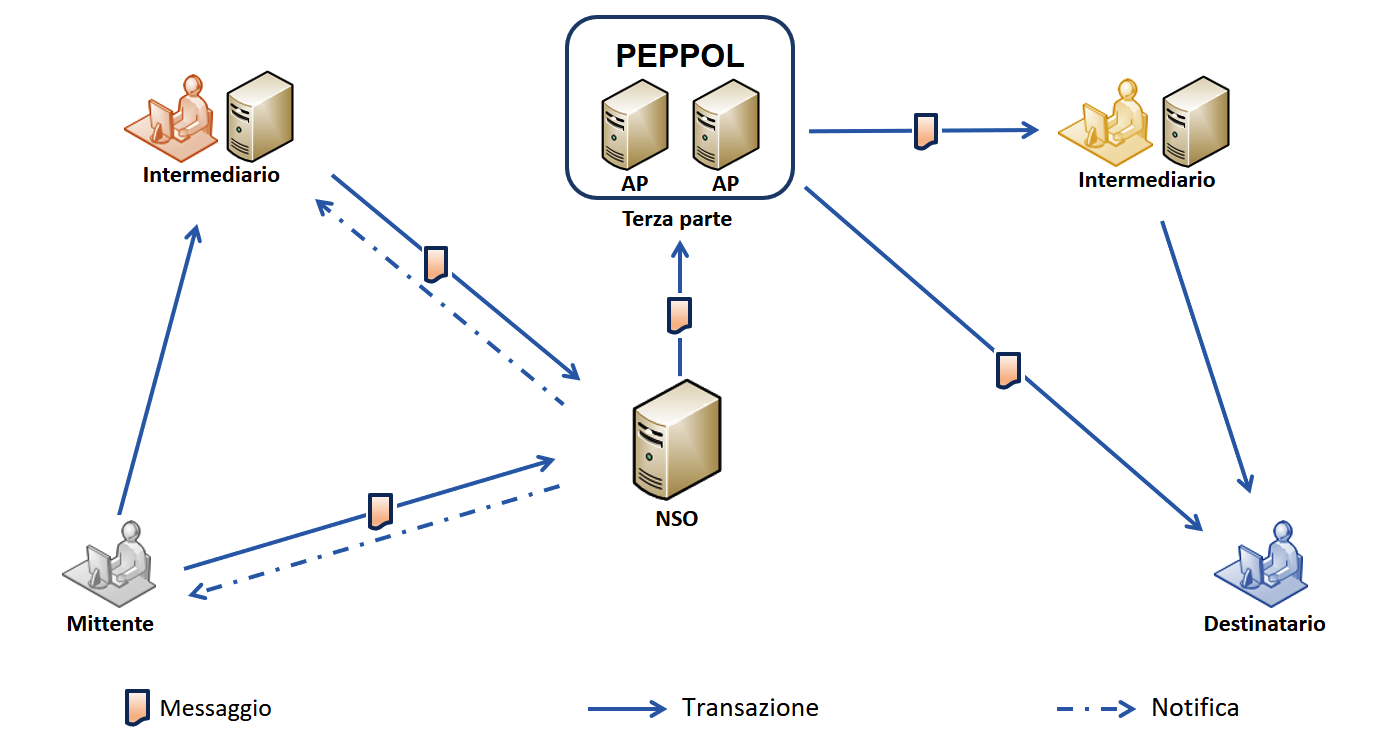 PEPPOL
AP AP
Terza parte
Intermediario
Intermediario
NSO
Mittente
Destinatario
Messaggio
Transazione
Notifica